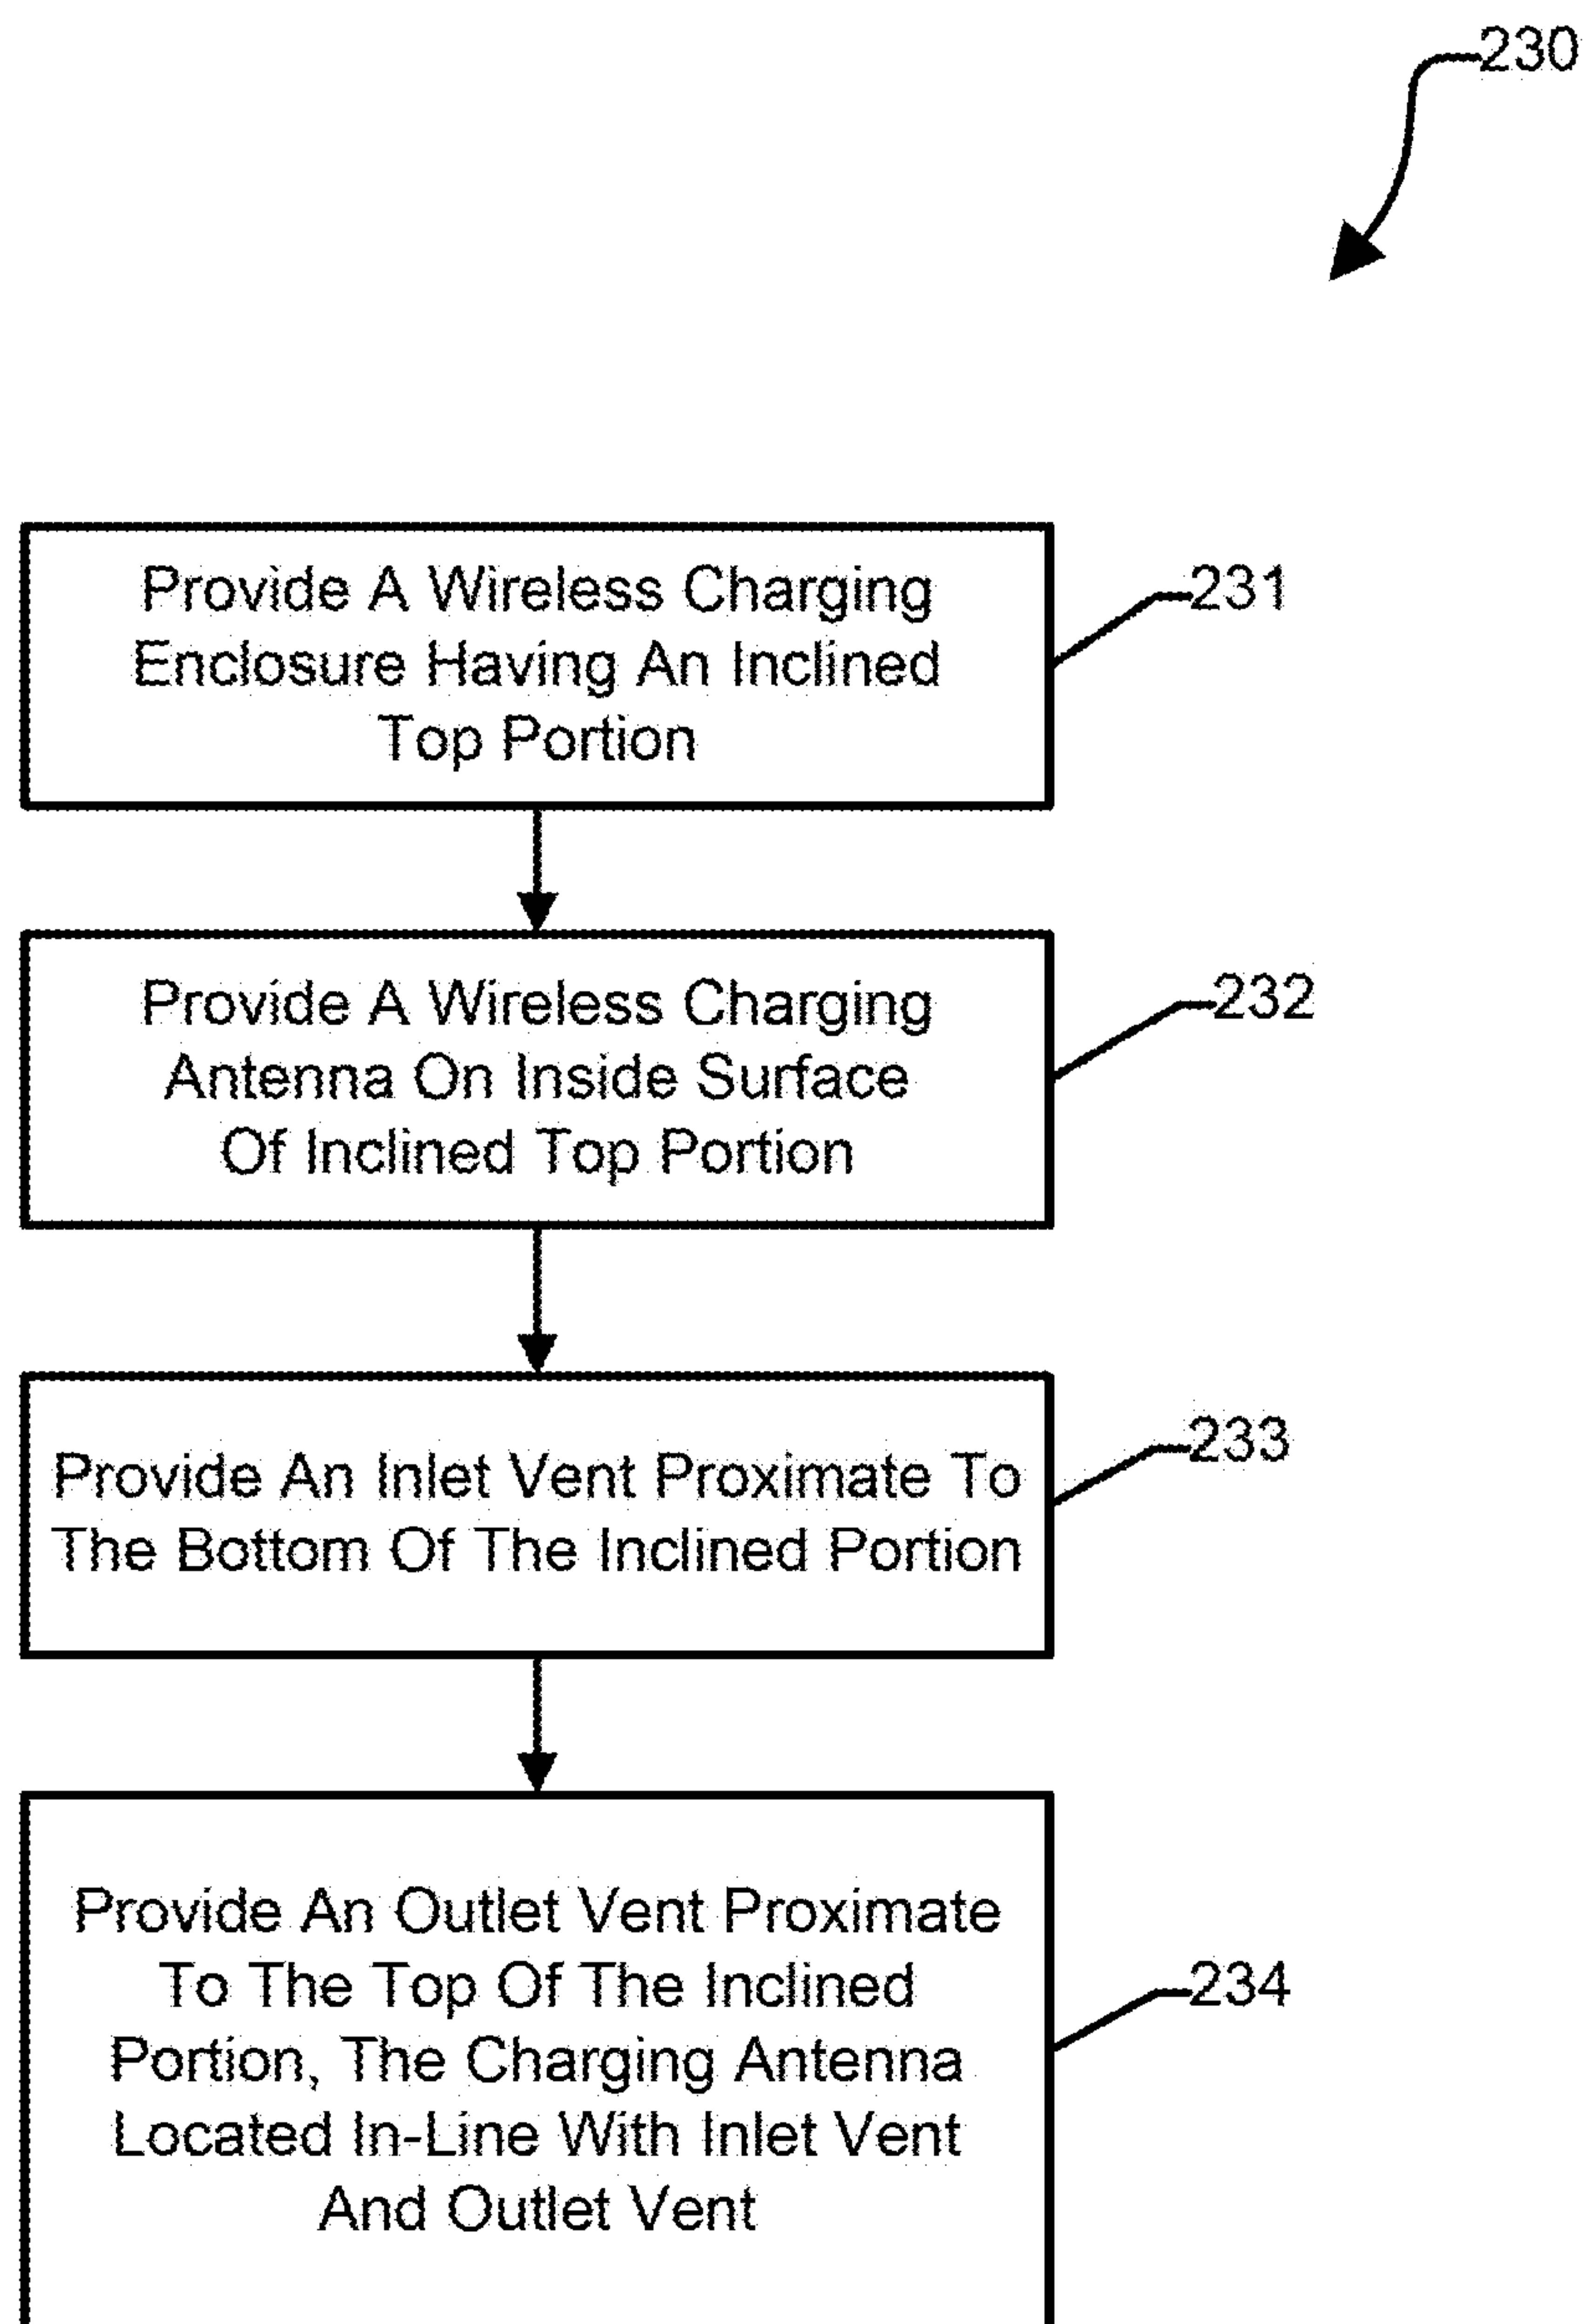 230
Provide A Wireless Charging
Enclosure Having An Inclined
Top Portion
231
Provide A Wireless Charging
Antenna On Inside Surface
Of Inclined Top Portion
232
Provide An Inlet Vent Proximate To
The Bottom Of The Inclined Portion
233
Provide An Outlet Vent Proximate
To The Top Of The Inclined
Portion, The Charging Antenna
Located In-Line With Inlet Vent
And Outlet Vent
234